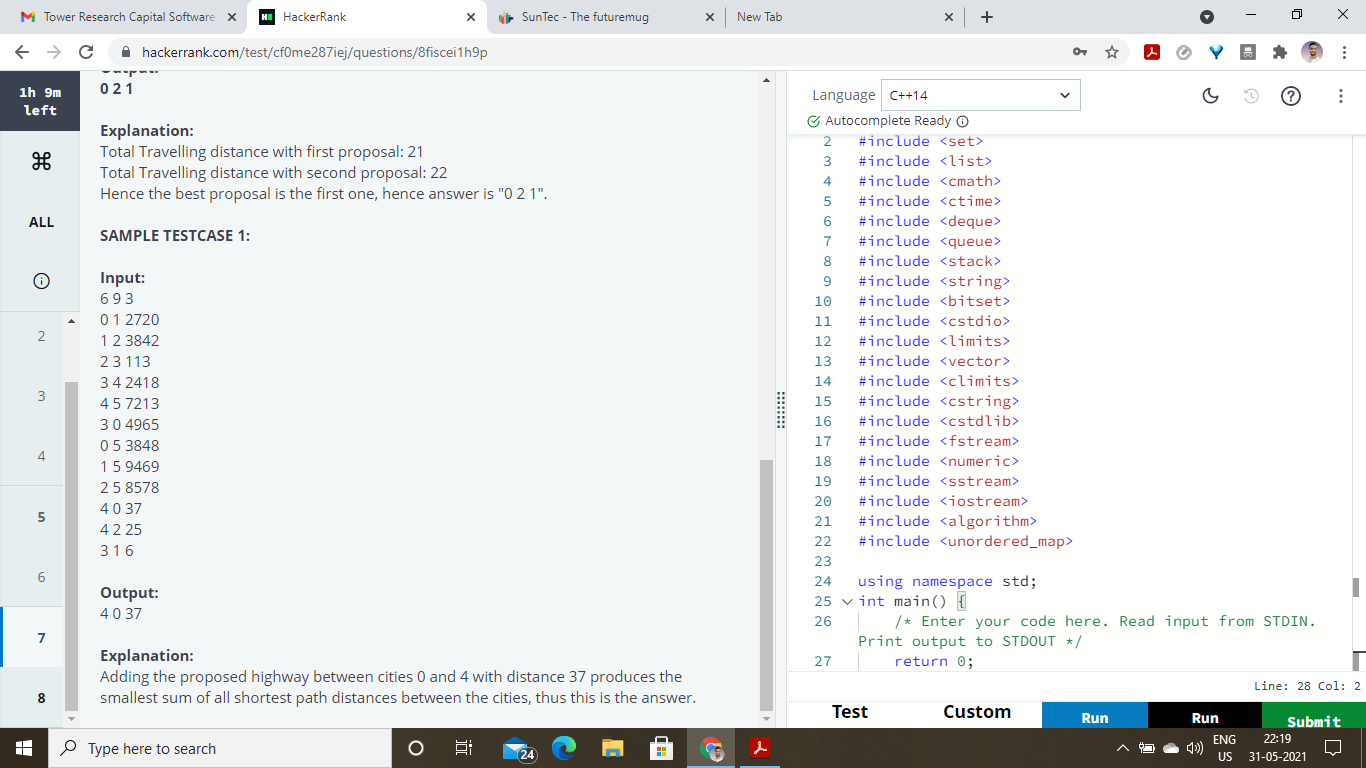 Tower Research Capital Software
HackerRank
SunTec - The futuremug
New Tab
hackerrank.com/test/cf0me287iej/questions/8fiscei1h9p
1h 9m
left
ALL
2
3
4
5
6
7
8
Output:
0 2 1
Explanation:
Total Travelling distance with first proposal: 21
Total Travelling distance with second proposal: 22
Hence the best proposal is the first one, hence answer is "0 2 1".
SAMPLE TESTCASE 1:
Input:
6 9 3
0 1 2720
1 2 3842
2 3 113
3 4 2418
4 5 7213
3 0 4965
0 5 3848
1 5 9469
2 5 8578
4 0 37
4 2 25
3 1 6
Output:
4 0 37
Explanation:
Adding the proposed highway between cities 0 and 4 with distance 37 produces the
smallest sum of all shortest path distances between the cities, thus this is the answer.
Language C++14
Autocomplete Ready
2 #include <set>
3 #include <list>
4 #include <cmath>
5 #include <ctime>
6 #include <deque>
7 #include <queue>
8 #include <stack>
9 #include <string>
10 #include <bitset>
11 #include <cstdio>
12 #include <limits>
13 #include <vector>
14 #include <climits>
15 #include <cstring>
16 #include <cstdlib>
17 #include <fstream>
18 #include <numeric>
19 #include <sstream>
20 #include <iostream>
21 #include <algorithm>
22 #include <unordered_map>
23
24 using namespace std;
25 int main() {
26 /* Enter your code here. Read input from STDIN.
Print output to STDOUT */
27 return 0;
Line: 28 Col: 2
Test Custom Run Run Submit
Type here to search
24
ENG
US
22:19
31-05-2021